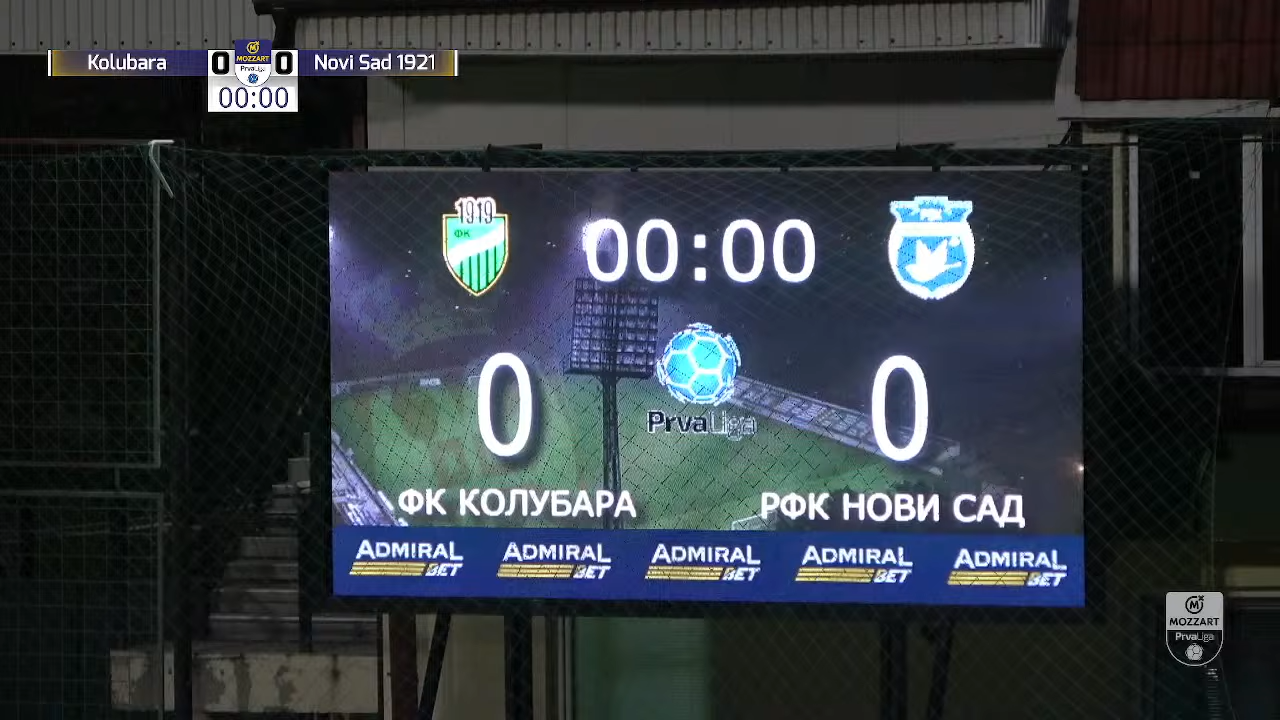 Kolubara 0 MOZZART PrvaLiga 0 Novi Sad 1921
00:00
1919
ФК
00:00
PrvaLiga
0 0
ФК КОЛУБАРА РФК НОВИ САД
ADMIRAL BET ADMIRAL BET ADMIRAL BET ADMIRAL BET ADMIRAL BET
MOZZART
PrvaLiga